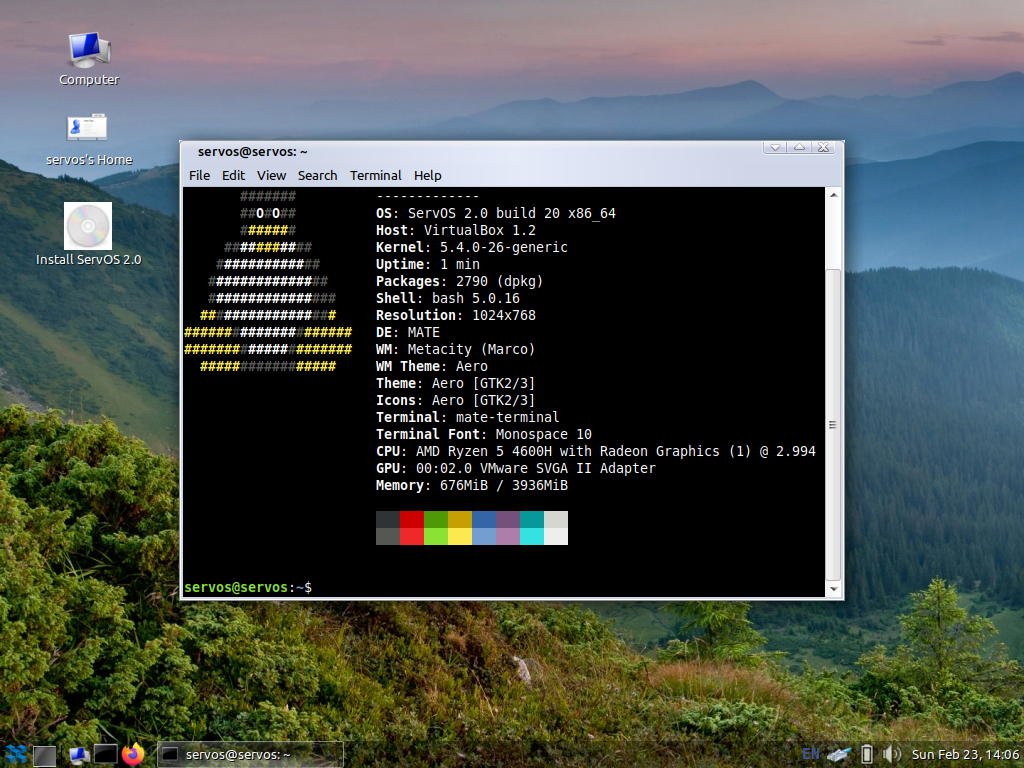 Computer
servos's Home
Install ServOS 2.0
servos@servos: ~
File Edit View Search Terminal Help
#######              -------------
##O#O##              OS: ServOS 2.0 build 20 x86_64
#######              Host: VirtualBox 1.2
###########            Kernel: 5.4.0-26-generic
#############           Uptime: 1 min
###############          Packages: 2790 (dpkg)
################         Shell: bash 5.0.16
#################         Resolution: 1024x768
#####################       DE: MATE
#####################       WM: Metacity (Marco)
#################         WM Theme: Aero
Theme: Aero [GTK2/3]
Icons: Aero [GTK2/3]
Terminal: mate-terminal
Terminal Font: Monospace 10
CPU: AMD Ryzen 5 4600H with Radeon Graphics (1) @ 2.994
GPU: 00:02.0 VMware SVGA II Adapter
Memory: 676MiB / 3936MiB
servos@servos:~$
servos@servos: ~
EN
Sun Feb 23, 14:06